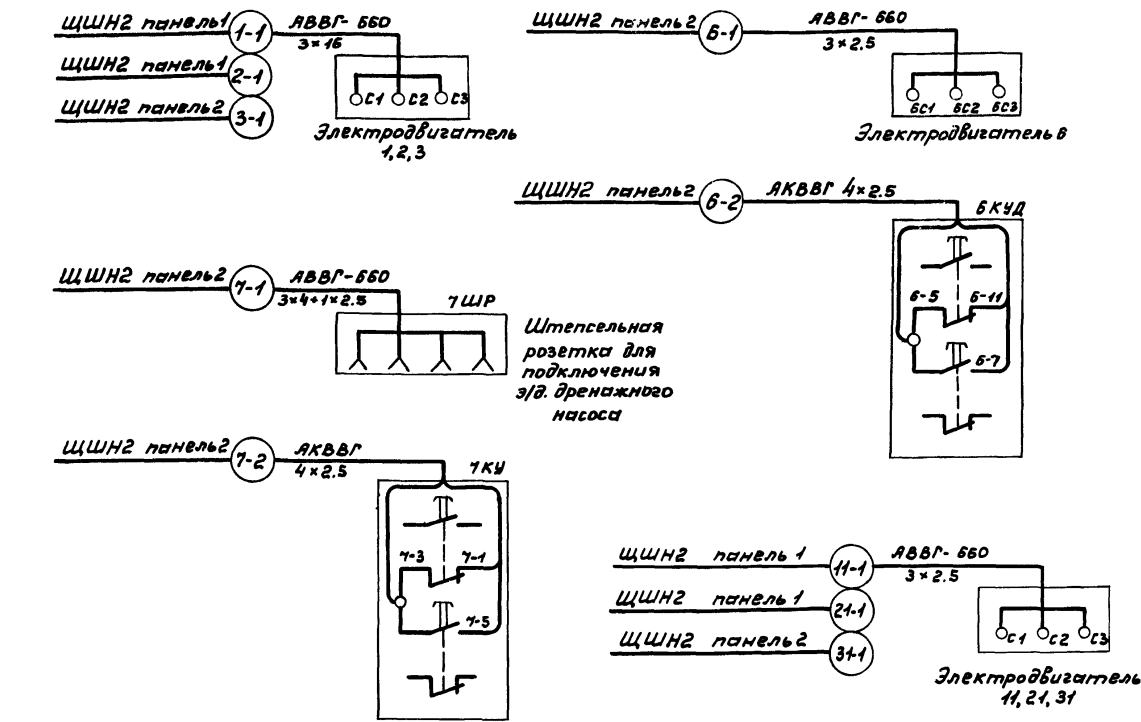 ЩШН2 панель1 1-1 АВВГ-660
3×16
ЩШН2 панель1 2-1
ЩШН2 панель2 3-1
С1 С2 С3
Электродвигатель
1,2,3
ЩШН2 панель2 6-1 АВВГ-660
3×2.5
6С1 6С2 6С3
Электродвигатель 6
ЩШН2 панель2 6-2 АКВВГ 4×2.5
6КУД
6-5 6-11
6-7
ЩШН2 панель2 7-1 АВВГ-660
3×4+1×2.5
7ШР
Штепсельная
розетка для
подключения
э/д. дренажного
насоса
ЩШН2 панель2 7-2 АКВВГ
4×2.5
7КУ
7-3 7-1
7-5
ЩШН2 панель 1 11-1 АВВГ-660
3×2.5
ЩШН2 панель 1 21-1
ЩШН2 панель 2 31-1
С1 С2 С3
Электродвигатель
11, 21, 31